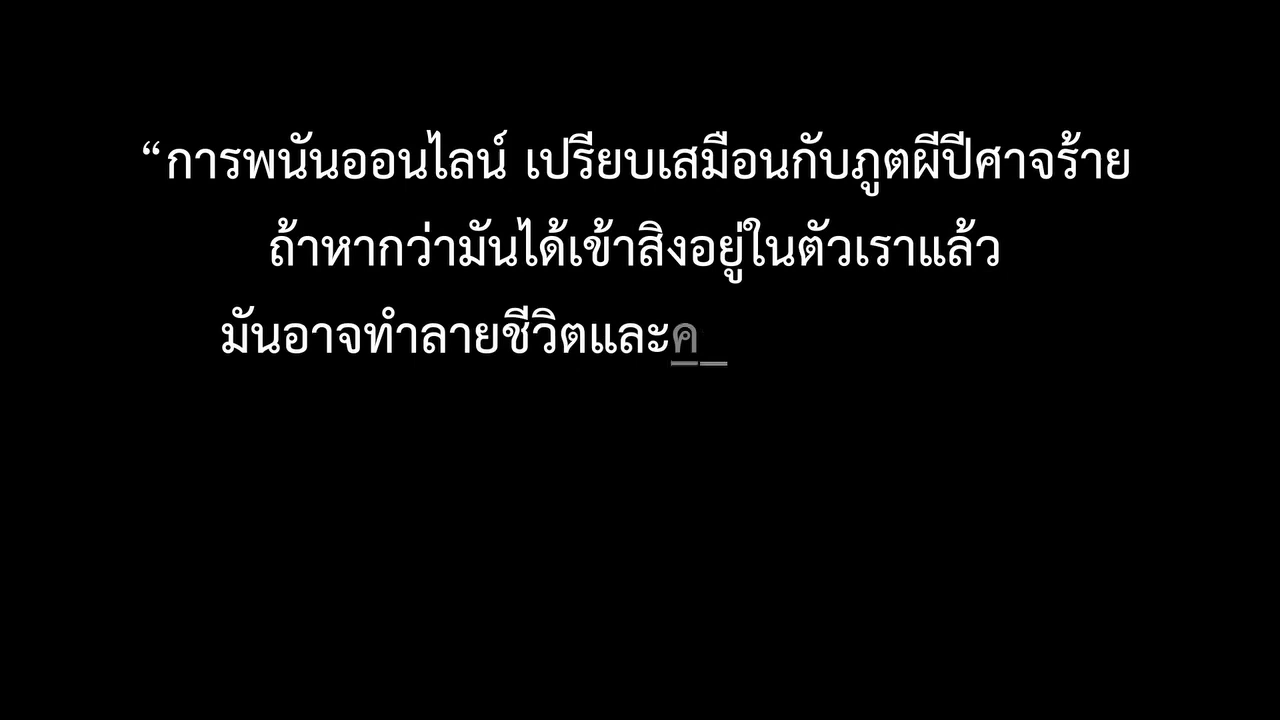 “การพนันออนไลน์ เปรียบเสมือนกับภูตผีปีศาจร้าย
ถ้าหากว่ามันได้เข้าสิงอยู่ในตัวเราแล้ว
มันอาจทำลายชีวิตและค_